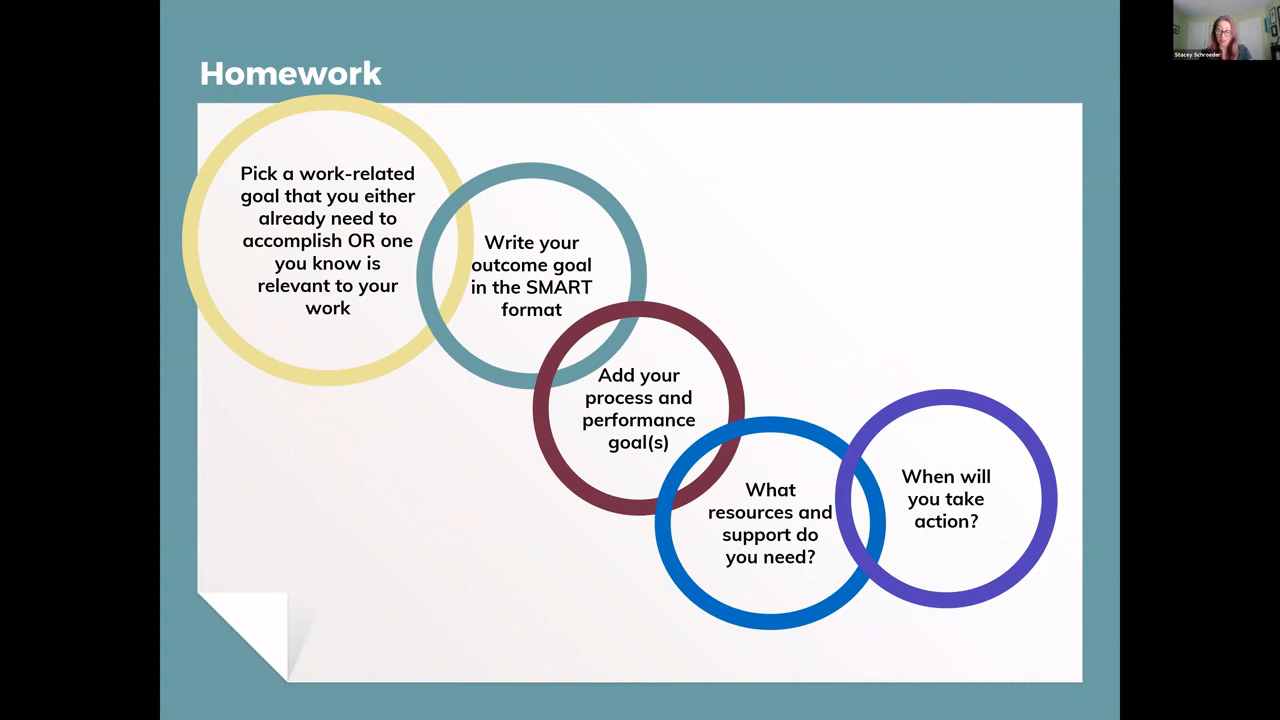 Homework
Pick a work-related
goal that you either
already need to
accomplish OR one
you know is
relevant to your
work
Write your
outcome goal
in the SMART
format
Add your
process and
performance
goal(s)
What
resources and
support do
you need?
When will
you take
action?
Stacey Schroeder